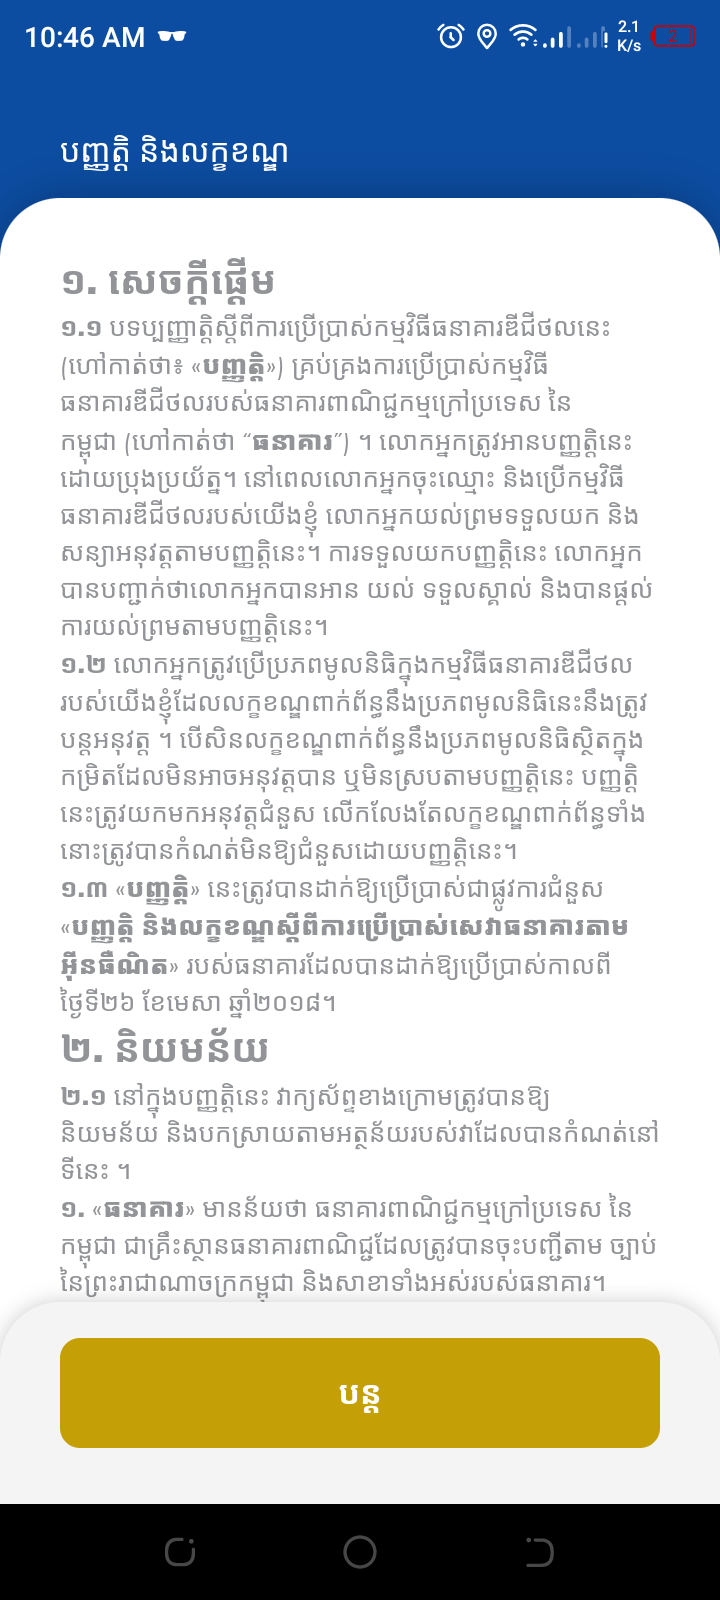 10:46 AM
2.1
K/s
2
បញ្ញត្តិ និងលក្ខខណ្ឌ
១. សេចក្តីផ្តើម
១.១ បទប្បញ្ញាត្តិស្តីពីការប្រើប្រាស់កម្មវិធីធនាគារឌីជីថលនេះ
(ហៅកាត់ថា៖ «បញ្ញត្តិ») គ្រប់គ្រងការប្រើប្រាស់កម្មវិធី
ធនាគារឌីជីថលរបស់ធនាគារពាណិជ្ជកម្មក្រៅប្រទេស នៃ
កម្ពុជា (ហៅកាត់ថា “ធនាគារ”) ។ លោកអ្នកត្រូវអានបញ្ញត្តិនេះ
ដោយប្រុងប្រយ័ត្ន។ នៅពេលលោកអ្នកចុះឈ្មោះ និងប្រើកម្មវិធី
ធនាគារឌីជីថលរបស់យើងខ្ញុំ លោកអ្នកយល់ព្រមទទួលយក និង
សន្យាអនុវត្តតាមបញ្ញត្តិនេះ។ ការទទួលយកបញ្ញត្តិនេះ លោកអ្នក
បានបញ្ជាក់ថាលោកអ្នកបានអាន យល់ ទទួលស្គាល់ និងបានផ្តល់
ការយល់ព្រមតាមបញ្ញត្តិនេះ។
១.២ លោកអ្នកត្រូវប្រើប្រភពមូលនិធិក្នុងកម្មវិធីធនាគារឌីជីថល
របស់យើងខ្ញុំដែលលក្ខខណ្ឌពាក់ព័ន្ធនឹងប្រភពមូលនិធិនេះនឹងត្រូវ
បន្តអនុវត្ត ។ បើសិនលក្ខខណ្ឌពាក់ព័ន្ធនឹងប្រភពមូលនិធិស្ថិតក្នុង
កម្រិតដែលមិនអាចអនុវត្តបាន ឬមិនស្របតាមបញ្ញត្តិនេះ បញ្ញត្តិ
នេះត្រូវយកមកអនុវត្តជំនួស លើកលែងតែលក្ខខណ្ឌពាក់ព័ន្ធទាំង
នោះត្រូវបានកំណត់មិនឱ្យជំនួសដោយបញ្ញត្តិនេះ។
១.៣ «បញ្ញត្តិ» នេះត្រូវបានដាក់ឱ្យប្រើប្រាស់ជាផ្លូវការជំនួស
«បញ្ញត្តិ និងលក្ខខណ្ឌស្តីពីការប្រើប្រាស់សេវាធនាគារតាម
អ៊ីនធឺណិត» របស់ធនាគារដែលបានដាក់ឱ្យប្រើប្រាស់កាលពី
ថ្ងៃទី២៦ ខែមេសា ឆ្នាំ២០១៨។
២. និយមន័យ
២.១ នៅក្នុងបញ្ញត្តិនេះ វាក្យស័ព្ទខាងក្រោមត្រូវបានឱ្យ
និយមន័យ និងបកស្រាយតាមអត្ថន័យរបស់វាដែលបានកំណត់នៅ
ទីនេះ ។
១. «ធនាគារ» មានន័យថា ធនាគារពាណិជ្ជកម្មក្រៅប្រទេស នៃ
កម្ពុជា ជាគ្រឹះស្ថានធនាគារពាណិជ្ជដែលត្រូវបានចុះបញ្ជីតាម ច្បាប់
នៃព្រះរាជាណាចក្រកម្ពុជា និងសាខាទាំងអស់របស់ធនាគារ។
បន្ត